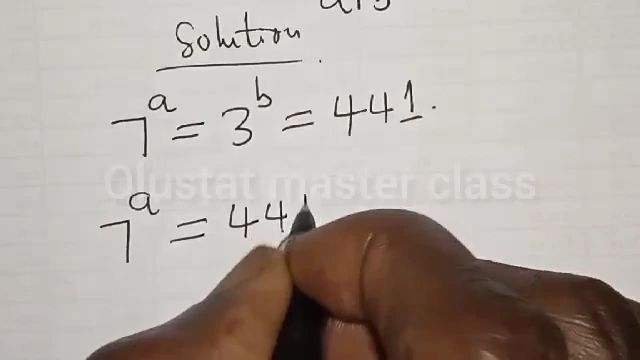 Solution
7^a = 3^b = 441.
Olustat master class
7^a = 44